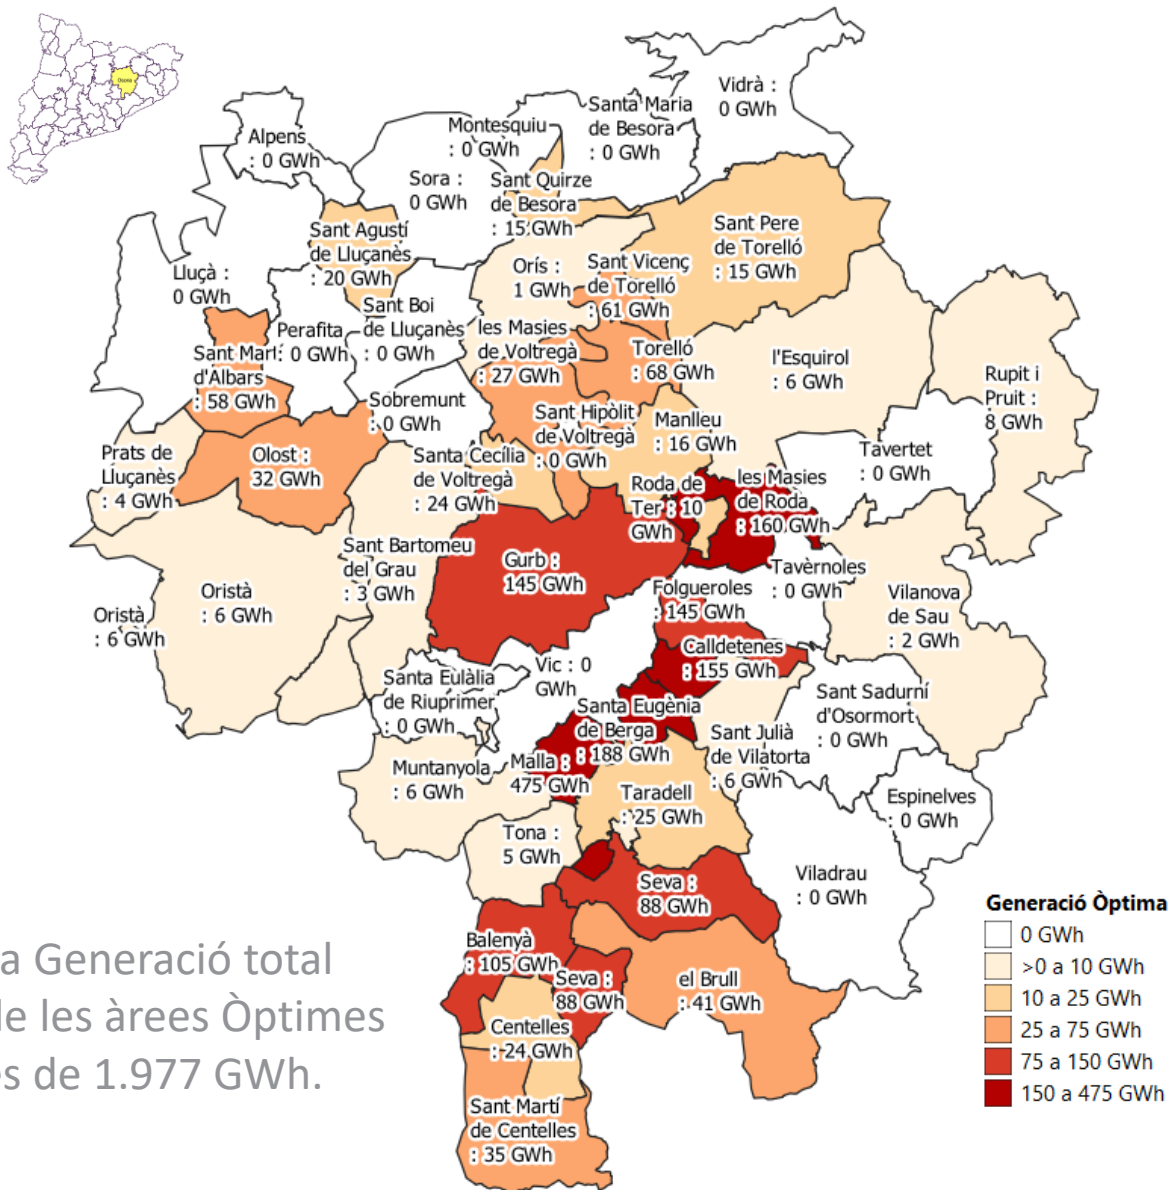 Osona
Vidrà :
0 GWh
Santa Maria
de Besora
: 0 GWh
Montesquiu
: 0 GWh
Alpens
: 0 GWh
Sora :
0 GWh
Sant Quirze
de Besora
: 15 GWh
Sant Pere
de Torelló
: 15 GWh
Sant Agustí
de Lluçanès
: 20 GWh
Lluçà :
0 GWh
Orís :
1 GWh
Sant Vicenç
de Torelló
: 61 GWh
Sant Boi
de Lluçanès
: 0 GWh
Perafita
: 0 GWh
les Masies
de Voltregà
: 27 GWh
Torelló
: 68 GWh
l'Esquirol
: 6 GWh
Rupit i
Pruit :
8 GWh
Sant Martí
d'Albars
: 58 GWh
Sobremunt
: 0 GWh
Sant Hipòlit
de Voltregà
: 0 GWh
Manlleu
: 16 GWh
Tavertet
: 0 GWh
Prats de
Lluçanès
: 4 GWh
Olost :
32 GWh
Santa Cecília
de Voltregà
: 24 GWh
Roda de
Ter : 10
GWh
les Masies
de Roda
: 160 GWh
Sant Bartomeu
del Grau
: 3 GWh
Gurb :
145 GWh
Tavèrnoles
: 0 GWh
Folgueroles
: 145 GWh
Vilanova
de Sau
: 2 GWh
Oristà
: 6 GWh
Oristà
: 6 GWh
Calldetenes
: 155 GWh
Vic : 0
GWh
Santa Eulàlia
de Riuprimer
: 0 GWh
Santa Eugènia
de Berga
: 188 GWh
Sant Sadurní
d'Osormort
: 0 GWh
Sant Julià
de Vilatorta
: 6 GWh
Muntanyola
: 6 GWh
Malla :
475 GWh
Taradell
: 25 GWh
Espinelves
: 0 GWh
Tona :
5 GWh
Viladrau
: 0 GWh
Seva :
88 GWh
Balenyà
: 105 GWh
Seva :
88 GWh
el Brull
: 41 GWh
Centelles
: 24 GWh
Sant Martí
de Centelles
: 35 GWh
a Generació total
de les àrees Òptimes
és de 1.977 GWh.
Generació Òptima
0 GWh
>0 a 10 GWh
10 a 25 GWh
25 a 75 GWh
75 a 150 GWh
150 a 475 GWh